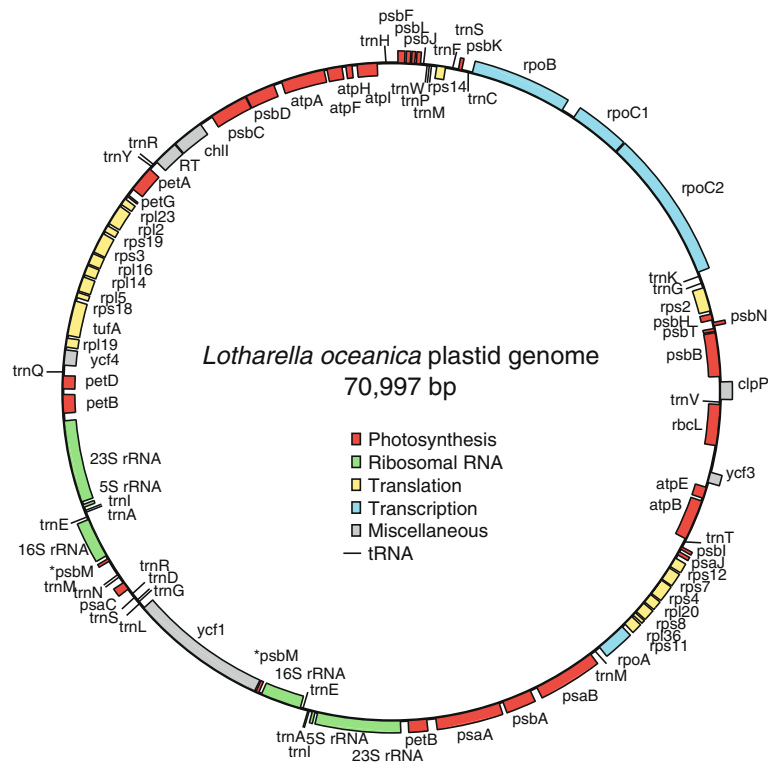 psbF
psbL
psbJ
trnH
trnF
trnS
psbK
rpoB
trnW
trnP
trnM
rps14
trnC
rpoC1
rpoC2
trnK
trnG
rps2
psbH
psbN
psbT
psbB
clpP
trnV
rbcL
ycf3
atpE
atpB
trnT
psbI
psaJ
rps12
rps7
rps4
rpl20
rps8
rpl36
rps11
rpoA
trnM
psaB
psbA
psaA
petB
23S rRNA
5S rRNA
trnI
trnA
trnE
16S rRNA
*psbM
ycf1
trnL
trnS
trnG
trnD
trnR
psaC
trnN
trnM
*psbM
16S rRNA
trnE
trnA
trnI
5S rRNA
23S rRNA
petB
petD
trnQ
ycf4
rpl19
tufA
rps18
rpl5
rpl14
rpl16
rps3
rps19
rpl2
rpl23
petG
petA
trnY
trnR
RT
chlI
psbC
psbD
atpA
atpF
atpH
atpI
Lotharella oceanica plastid genome
70,997 bp
Photosynthesis
Ribosomal RNA
Translation
Transcription
Miscellaneous
tRNA